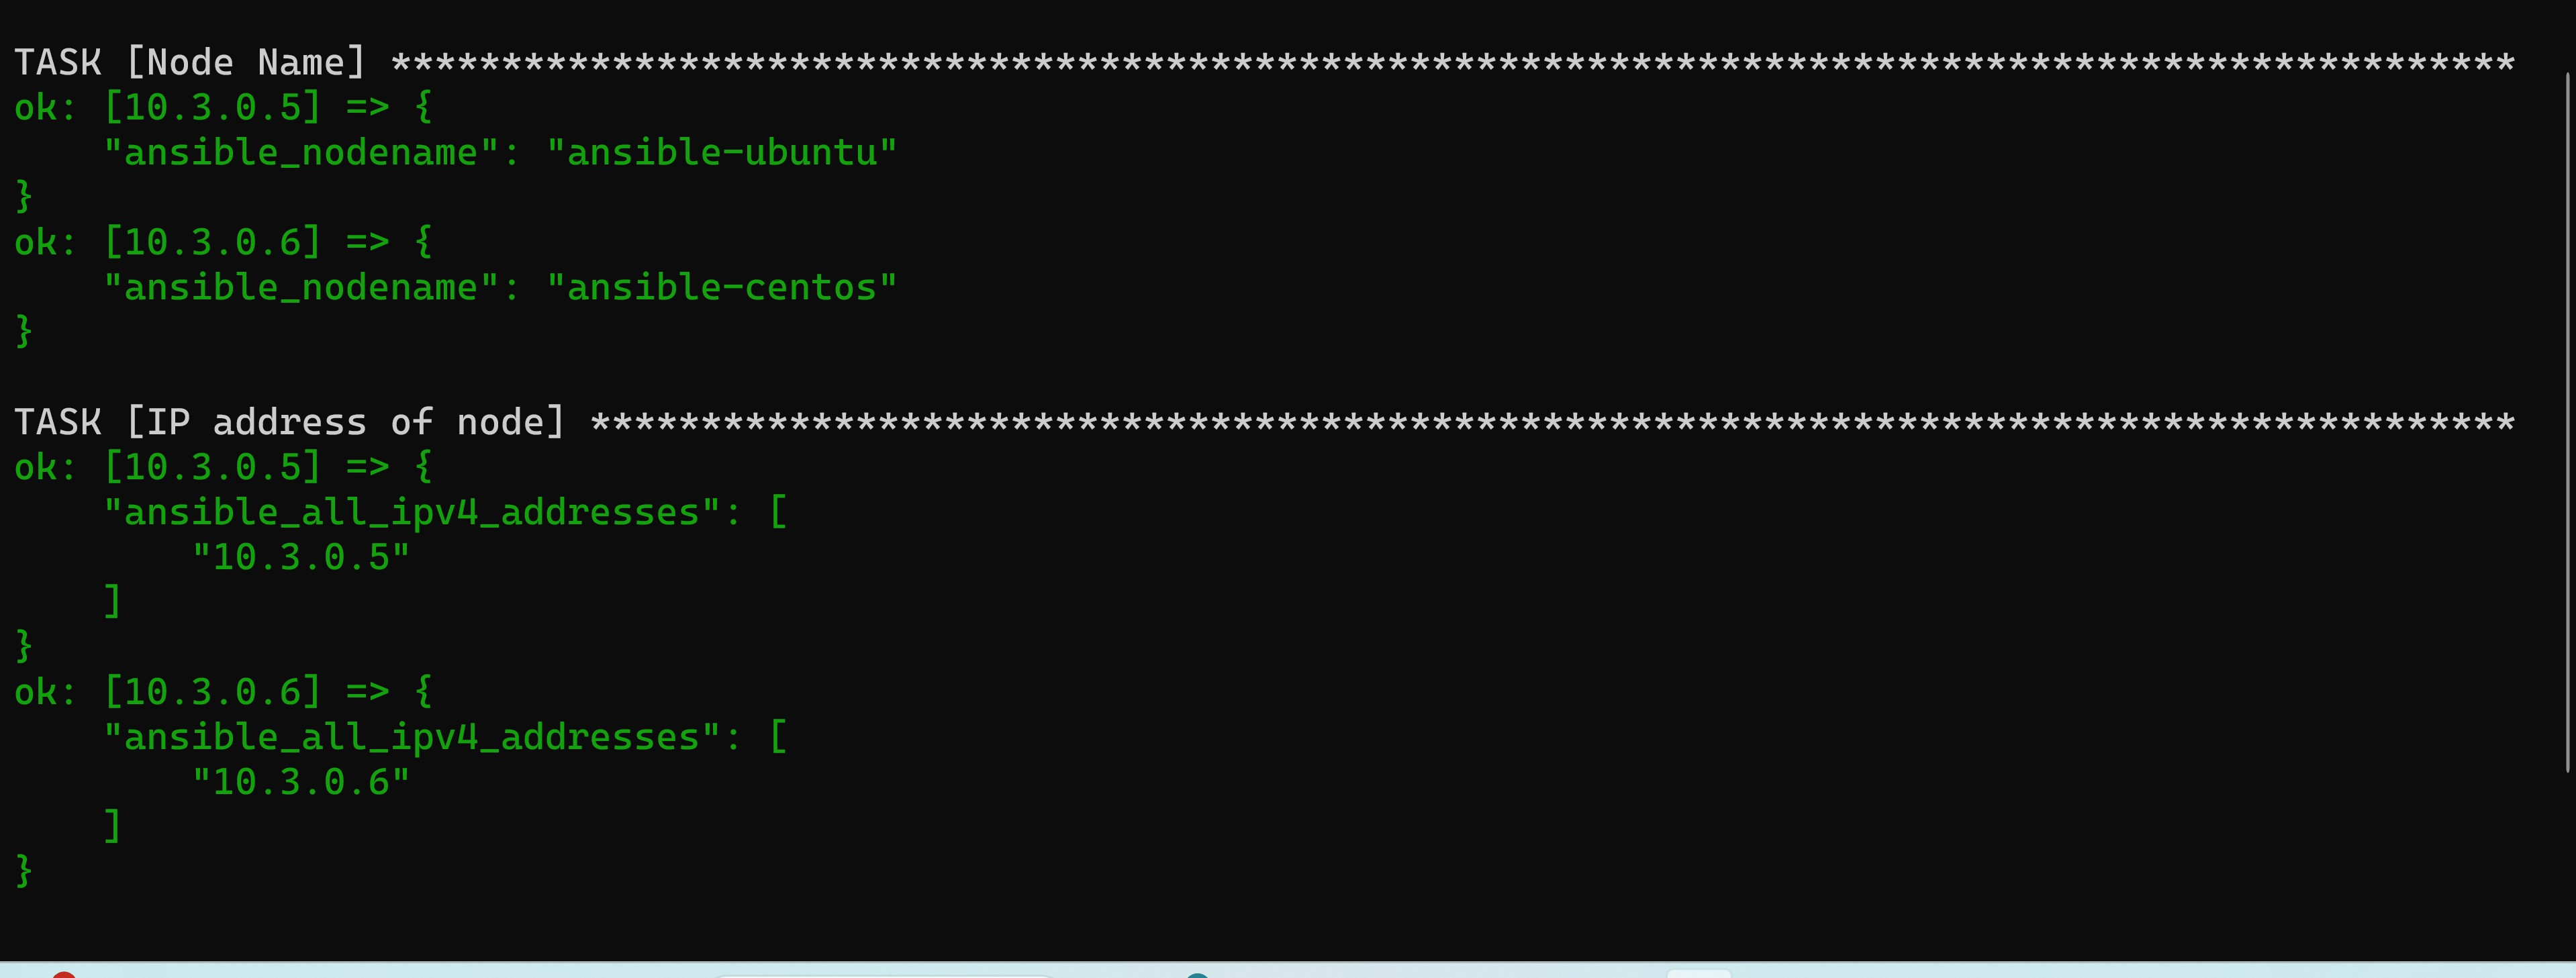 TASK [Node Name] ************************************************************************************************
ok: [10.3.0.5] => {
    "ansible_nodename": "ansible-ubuntu"
}
ok: [10.3.0.6] => {
    "ansible_nodename": "ansible-centos"
}
TASK [IP address of node] ***************************************************************************************
ok: [10.3.0.5] => {
    "ansible_all_ipv4_addresses": [
        "10.3.0.5"
    ]
}
ok: [10.3.0.6] => {
    "ansible_all_ipv4_addresses": [
        "10.3.0.6"
    ]
}